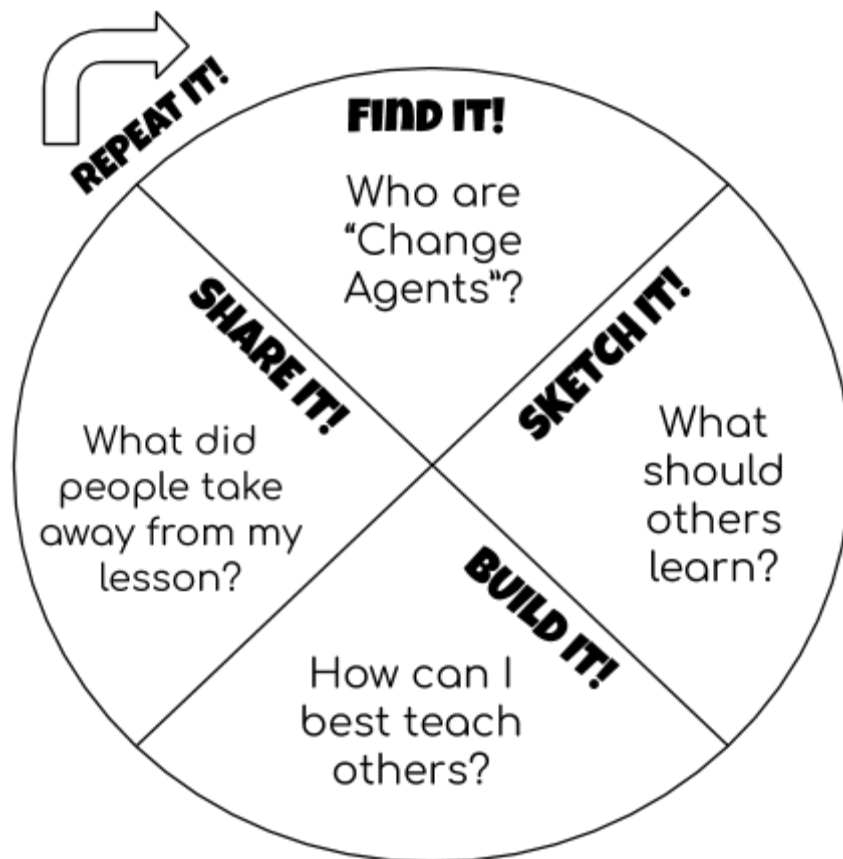 REPEAT IT!
FIND IT!
Who are
“Change
Agents”?
SKETCH IT!
What
should
others
learn?
BUILD IT!
How can I
best teach
others?
SHARE IT!
What did
people take
away from my
lesson?